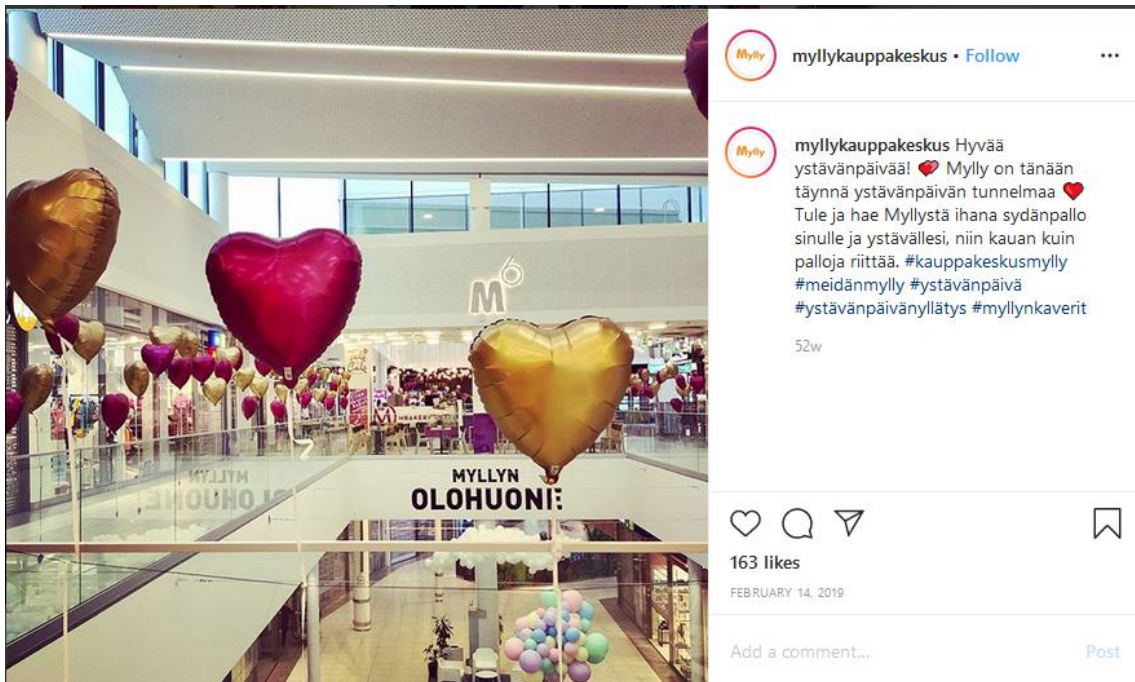 Mylly
myllykauppakeskus • Follow
Mylly
myllykauppakeskus Hyvää
ystävänpäivää! 💕 Mylly on tänään
täynnä ystävänpäivän tunnelmaa ❤
Tule ja hae Myllystä ihana sydänpallo
sinulle ja ystävällesi, niin kauan kuin
palloja riittää. #kauppakeskusmylly
#meidänmylly #ystävänpäivä
#ystävänpäivänyllätys #myllynkaverit
52w
M6
MBAKERY
MYLLYN
OLOHUONE
163 likes
FEBRUARY 14, 2019
Add a comment...
Post